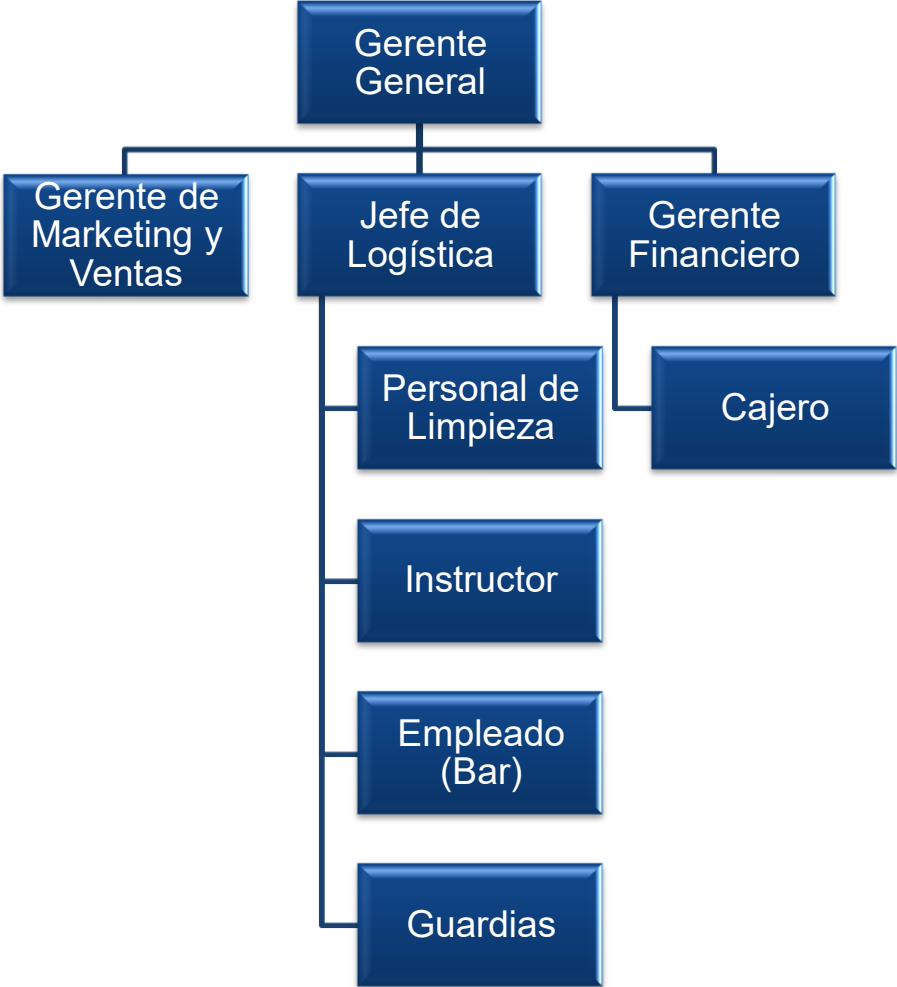 Gerente
General
Gerente de
Marketing y
Ventas
Jefe de
Logística
Gerente
Financiero
Personal de
Limpieza
Cajero
Instructor
Empleado
(Bar)
Guardias